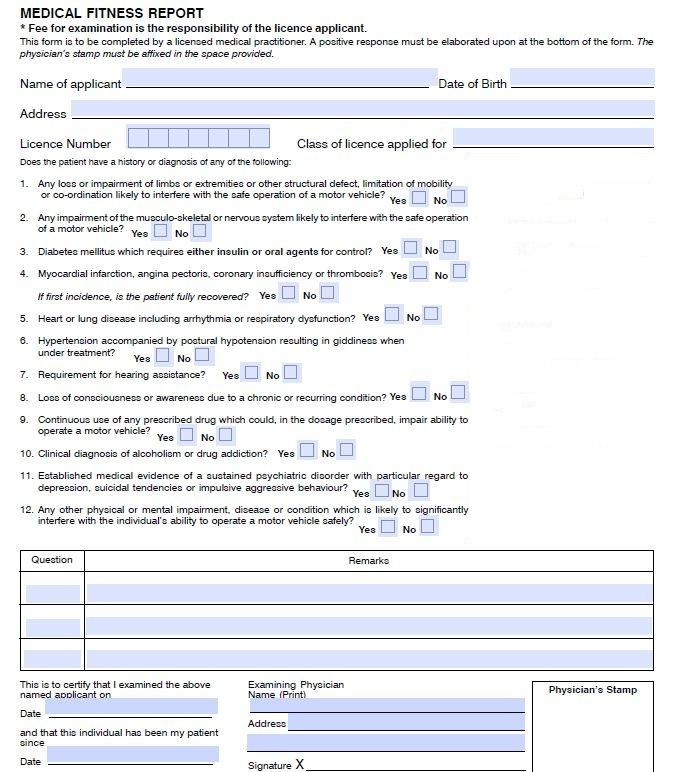 MEDICAL FITNESS REPORT
* Fee for examination is the responsibility of the licence applicant.
This form is to be completed by a licensed medical practitioner. A positive response must be elaborated upon at the bottom of the form. The
physician's stamp must be affixed in the space provided.
Name of applicant Date of Birth
Address
Licence Number Class of licence applied for
Does the patient have a history or diagnosis of any of the following:
1. Any loss or impairment of limbs or extremities or other structural defect, limitation of mobility
or co-ordination likely to interfere with the safe operation of a motor vehicle? Yes No
2. Any impairment of the musculo-skeletal or nervous system likely to interfere with the safe operation
of a motor vehicle? Yes No
3. Diabetes mellitus which requires either insulin or oral agents for control? Yes No
4. Myocardial infarction, angina pectoris, coronary insufficiency or thrombosis? Yes No
If first incidence, is the patient fully recovered? Yes No
5. Heart or lung disease including arrhythmia or respiratory dysfunction? Yes No
6. Hypertension accompanied by postural hypotension resulting in giddiness when
under treatment? Yes No
7. Requirement for hearing assistance? Yes No
8. Loss of consciousness or awareness due to a chronic or recurring condition? Yes No
9. Continuous use of any prescribed drug which could, in the dosage prescribed, impair ability to
operate a motor vehicle? Yes No
10. Clinical diagnosis of alcoholism or drug addiction? Yes No
11. Established medical evidence of a sustained psychiatric disorder with particular regard to
depression, suicidal tendencies or impulsive aggressive behaviour? Yes No
12. Any other physical or mental impairment, disease or condition which is likely to significantly
interfere with the individual's ability to operate a motor vehicle safely? Yes No
Question Remarks
This is to certify that I examined the above
named applicant on
Date
and that this individual has been my patient
since
Date
Examining Physician
Name (Print)
Address
Signature X
Physician's Stamp